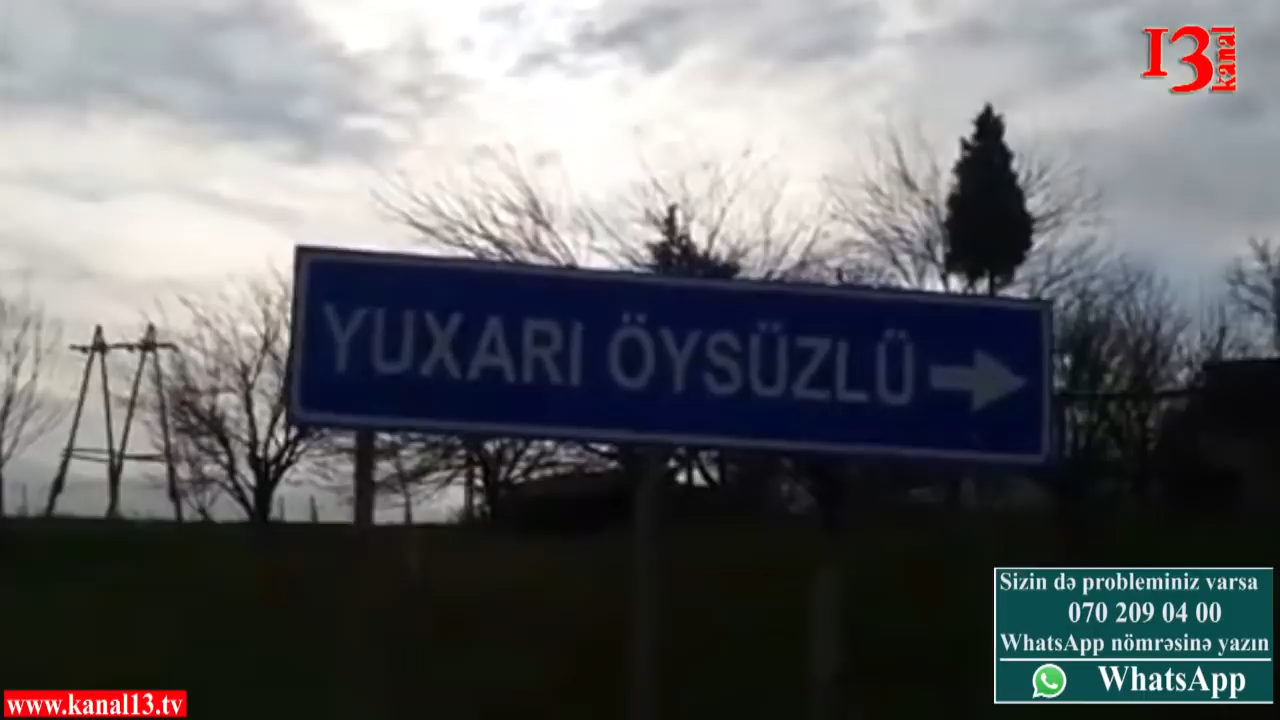 13 kanal
YUXARI ÖYSÜZLÜ
Sizin də probleminiz varsa
070 209 04 00
WhatsApp nömrəsinə yazın
WhatsApp
www.kanal13.tv